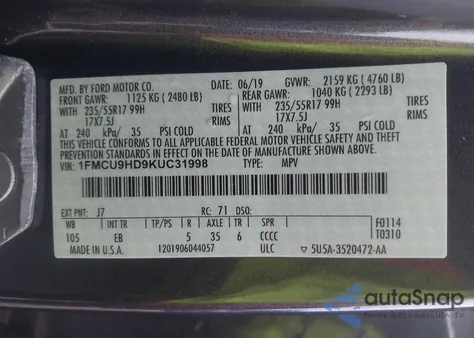 MFD. BY FORD MOTOR CO. 06/19 GVWR: 2159 KG ( 4760 LB)
FRONT GAWR: 1125 KG ( 2480 LB) REAR GAWR: 1040 KG ( 2293 LB)
235/55R17 99H TIRES 235/55R17 99H TIRES
17X7.5J RIMS 17X7.5J RIMS
AT 240 kPa/ 35 PSI COLD AT 240 kPa/ 35 PSI COLD
THIS VEHICLE CONFORMS TO ALL APPLICABLE FEDERAL MOTOR VEHICLE
SAFETY AND THEFT PREVENTION STANDARDS IN EFFECT ON THE DATE OF
MANUFACTURE SHOWN ABOVE.
VIN: 1FMCU9HD9KUC31998 TYPE: MPV
EXT PNT: J7 RC: 71 DSO:
WB INT TR TP/PS R AXLE TR SPR F0114
105 EB 5 35 6 CCCC T0310
MADE IN U.S.A. 1201906044057 ULC 5U5A-3520472-AA
autoSnap